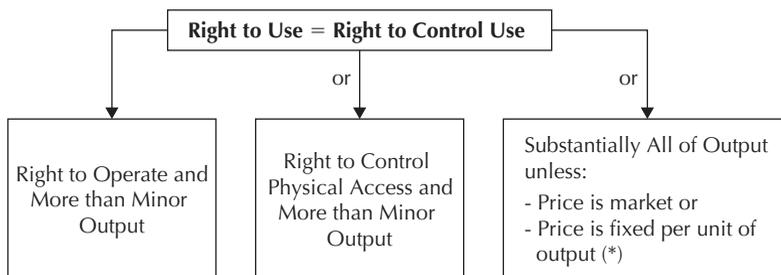 Right to Use = Right to Control Use
or
or
Right to Operate and
More than Minor
Output
Right to Control
Physical Access and
More than Minor
Output
Substantially All of Output
unless:
- Price is market or
- Price is fixed per unit of
output (*)